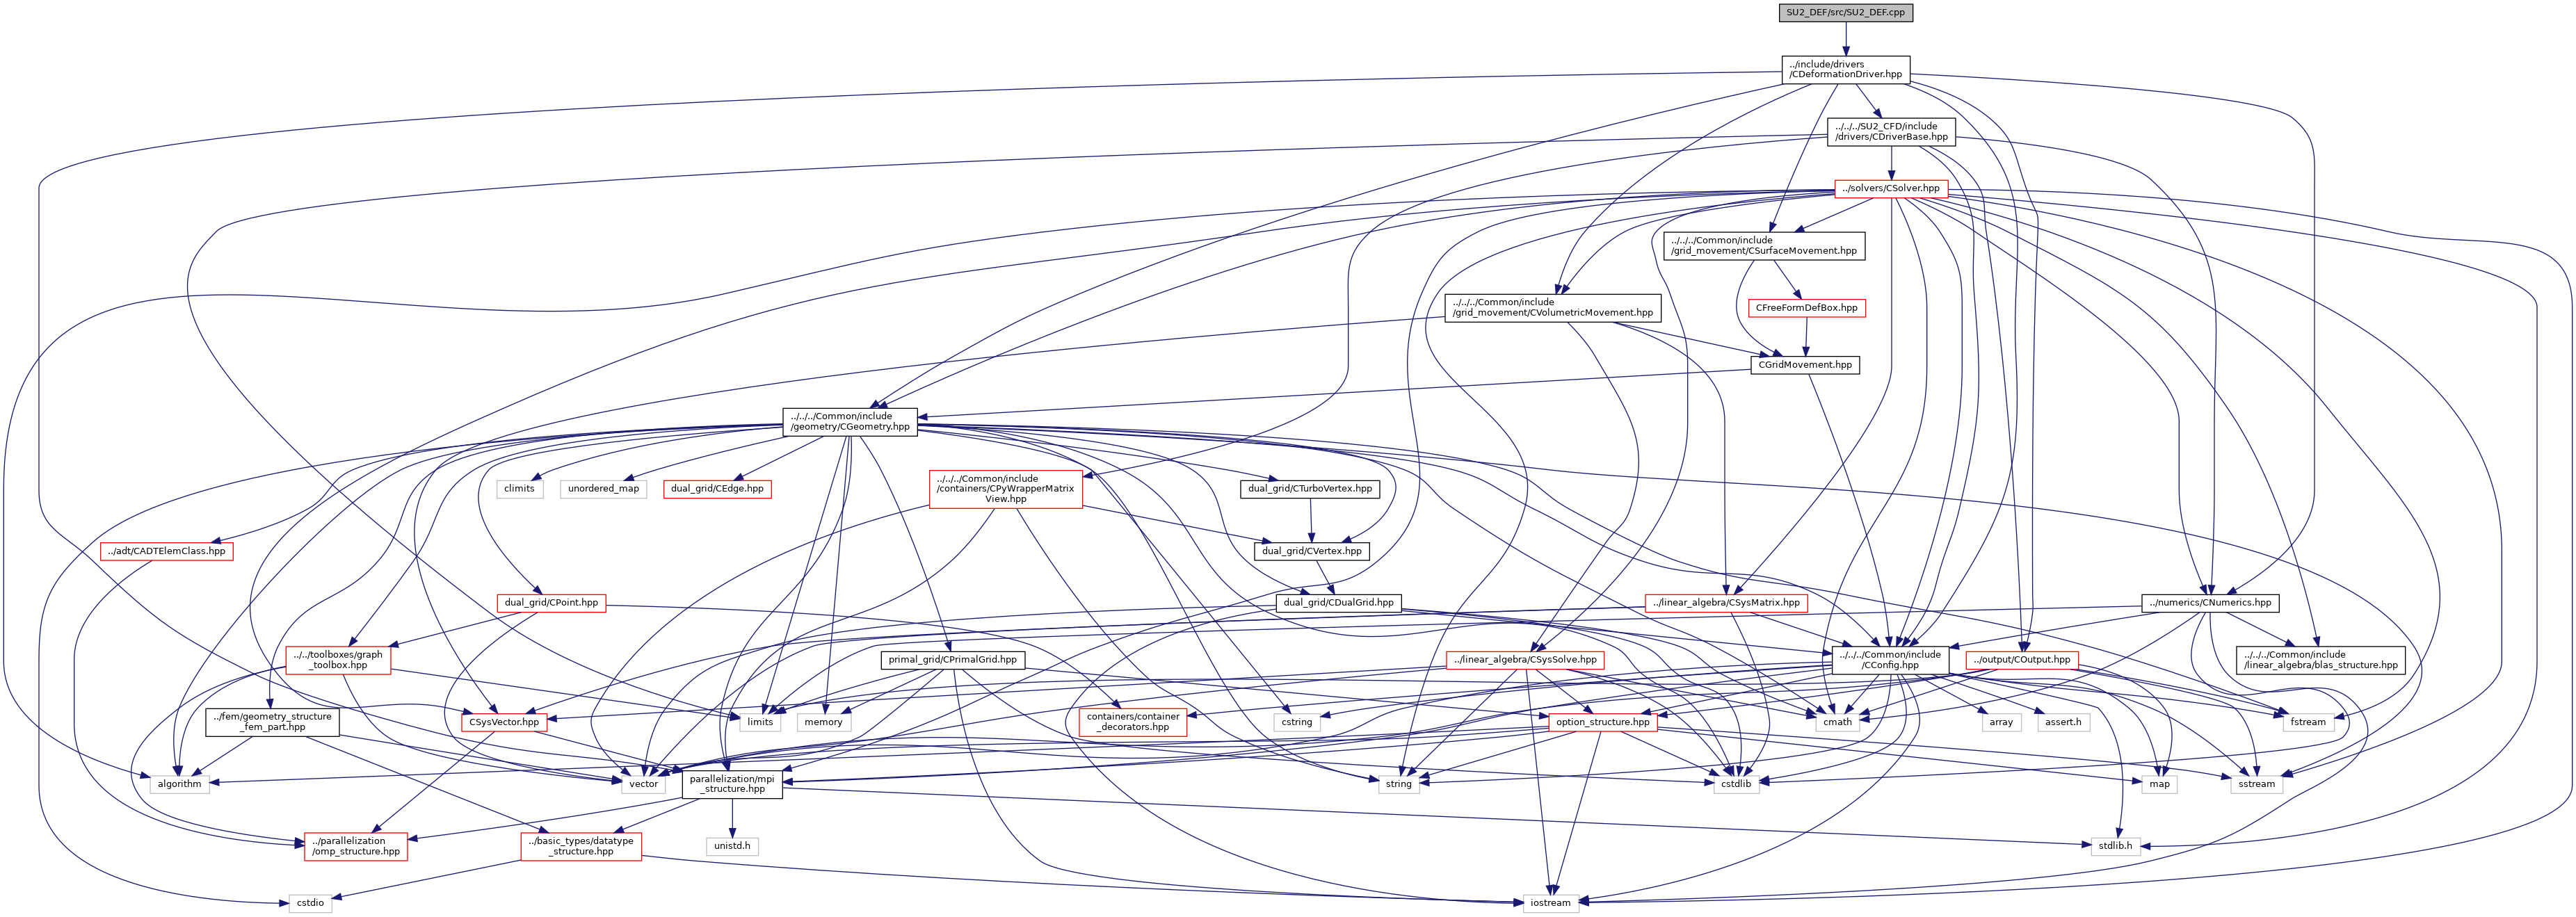 SU2_DEF/src/SU2_DEF.cpp
../include/drivers
/CDeformationDriver.hpp
../../../SU2_CFD/include
/drivers/CDriverBase.hpp
../solvers/CSolver.hpp
../../../Common/include
/grid_movement/CSurfaceMovement.hpp
../../../Common/include
/grid_movement/CVolumetricMovement.hpp
CFreeFormDefBox.hpp
CGridMovement.hpp
../../../Common/include
/geometry/CGeometry.hpp
climits
unordered_map
dual_grid/CEdge.hpp
../../../Common/include
/containers/CPyWrapperMatrix
View.hpp
dual_grid/CTurboVertex.hpp
../adt/CADTElemClass.hpp
dual_grid/CVertex.hpp
dual_grid/CPoint.hpp
dual_grid/CDualGrid.hpp
../linear_algebra/CSysMatrix.hpp
../numerics/CNumerics.hpp
../../toolboxes/graph
_toolbox.hpp
primal_grid/CPrimalGrid.hpp
../linear_algebra/CSysSolve.hpp
../../../Common/include
/CConfig.hpp
../output/COutput.hpp
../../../Common/include
/linear_algebra/blas_structure.hpp
../fem/geometry_structure
_fem_part.hpp
CSysVector.hpp
limits
memory
containers/container
_decorators.hpp
cstring
option_structure.hpp
cmath
array
assert.h
fstream
algorithm
vector
parallelization/mpi
_structure.hpp
string
cstdlib
map
sstream
../parallelization
/omp_structure.hpp
../basic_types/datatype
_structure.hpp
unistd.h
stdlib.h
cstdio
iostream